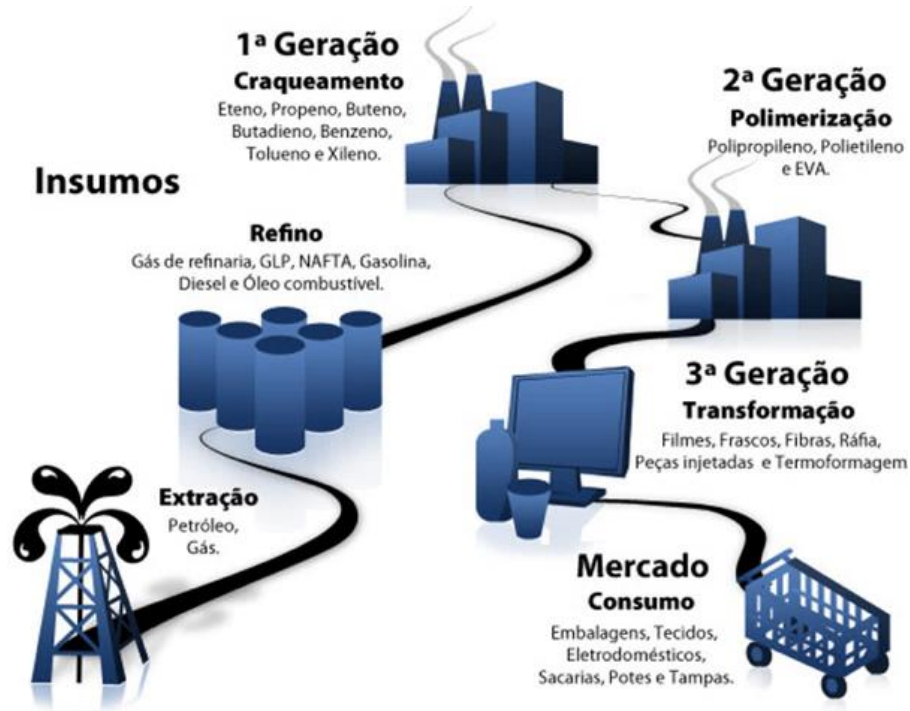 1ª Geração
Craqueamento
Eteno, Propeno, Buteno,
Butadieno, Benzeno,
Tolueno e Xileno.
2ª Geração
Polimerização
Polipropileno, Polietileno
e EVA.
Insumos
Refino
Gás de refinaria, GLP, NAFTA, Gasolina,
Diesel e Óleo combustível.
3ª Geração
Transformação
Filmes, Frascos, Fibras, Ráfia,
Peças injetadas e Termoformagem
Extração
Petróleo,
Gás.
Mercado
Consumo
Embalagens, Tecidos,
Eletrodomésticos,
Sacarias, Potes e Tampas.